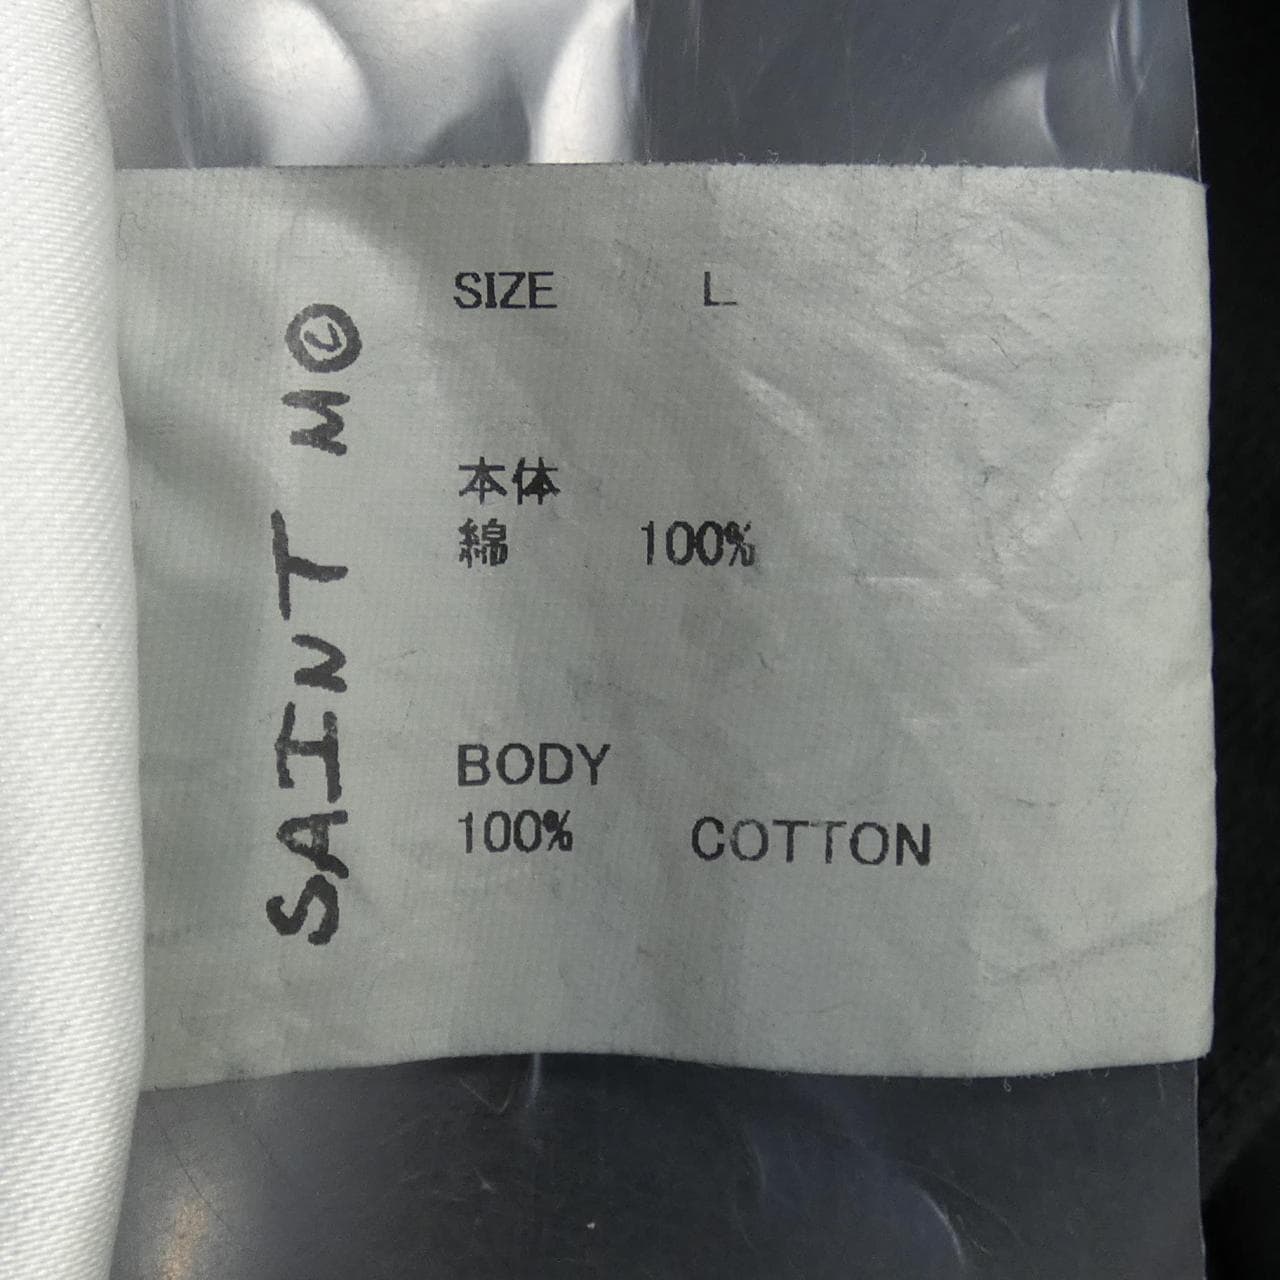 SAINT M©
SIZE L
本体
綿 100%
BODY
100% COTTON